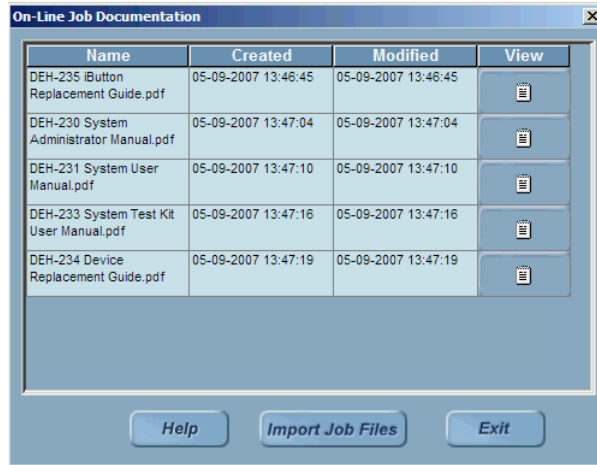 On-Line Job Documentation
Name Created Modified View
DEH-235 iButton 05-09-2007 13:46:45 05-09-2007 13:46:45
Replacement Guide.pdf
DEH-230 System 05-09-2007 13:47:04 05-09-2007 13:47:04
Administrator Manual.pdf
DEH-231 System User 05-09-2007 13:47:10 05-09-2007 13:47:10
Manual.pdf
DEH-233 System Test Kit 05-09-2007 13:47:16 05-09-2007 13:47:16
User Manual.pdf
DEH-234 Device 05-09-2007 13:47:19 05-09-2007 13:47:19
Replacement Guide.pdf
Help Import Job Files Exit